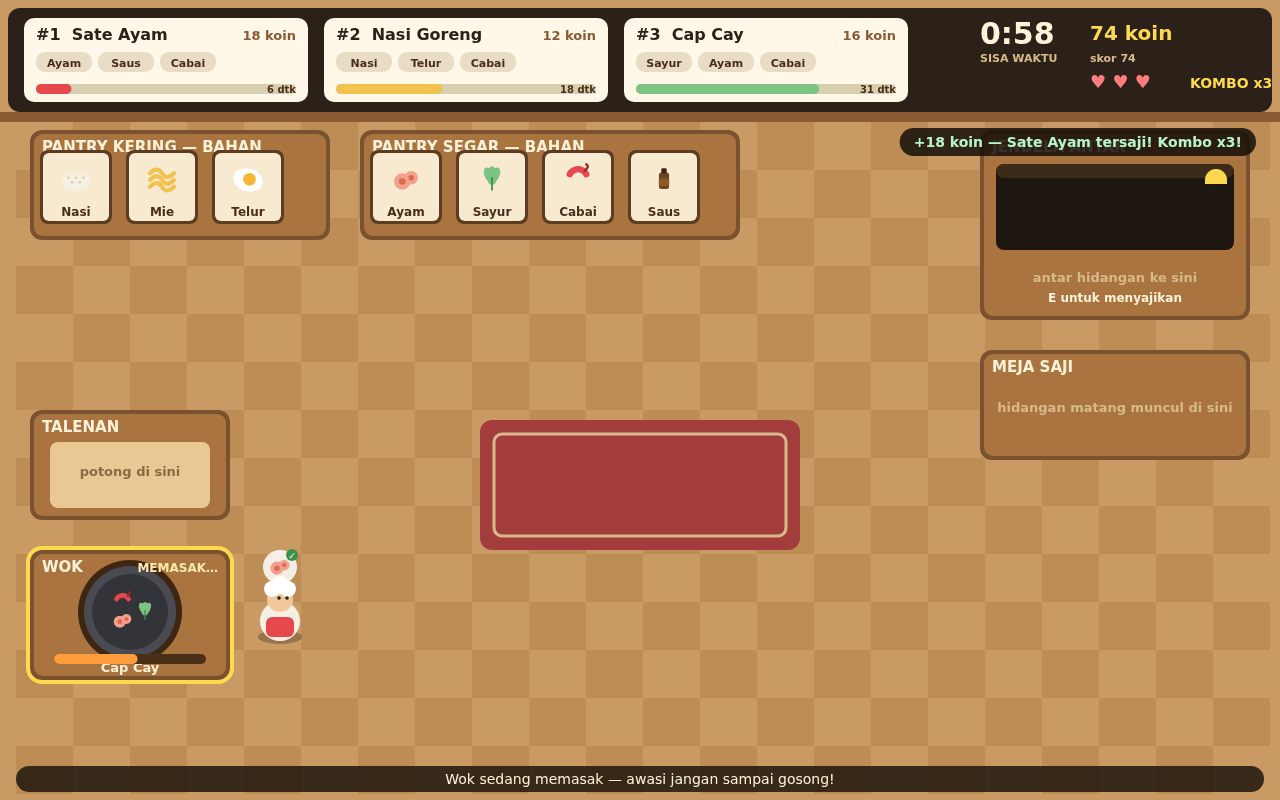 #1 Sate Ayam 18 koin
Ayam Saus Cabai
6 dtk
#2 Nasi Goreng 12 koin
Nasi Telur Cabai
18 dtk
#3 Cap Cay 16 koin
Sayur Ayam Cabai
31 dtk
0:58
SISA WAKTU
74 koin
skor 74
KOMBO x3
+18 koin — Sate Ayam tersaji! Kombo x3!
PANTRY KERING — BAHAN
Nasi Mie Telur
PANTRY SEGAR — BAHAN
Ayam Sayur Cabai Saus
antar hidangan ke sini
E untuk menyajikan
MEJA SAJI
hidangan matang muncul di sini
TALENAN
potong di sini
WOK MEMASAK...
Cap Cay
Wok sedang memasak — awasi jangan sampai gosong!